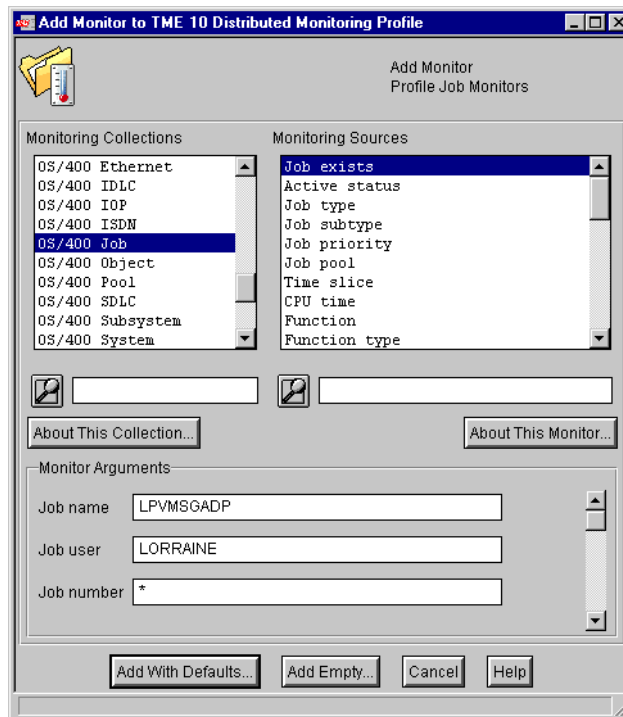 Add Monitor to TME 10 Distributed Monitoring Profile
Add Monitor
Profile Job Monitors
Monitoring Collections
Monitoring Sources
OS/400 Ethernet
OS/400 IDLC
OS/400 IOP
OS/400 ISDN
OS/400 Job
OS/400 Object
OS/400 Pool
OS/400 SDLC
OS/400 Subsystem
OS/400 System
Job exists
Active status
Job type
Job subtype
Job priority
Job pool
Time slice
CPU time
Function
Function type
About This Collection...
About This Monitor...
Monitor Arguments
Job name LPVMSGADP
Job user LORRAINE
Job number *
Add With Defaults...
Add Empty...
Cancel
Help